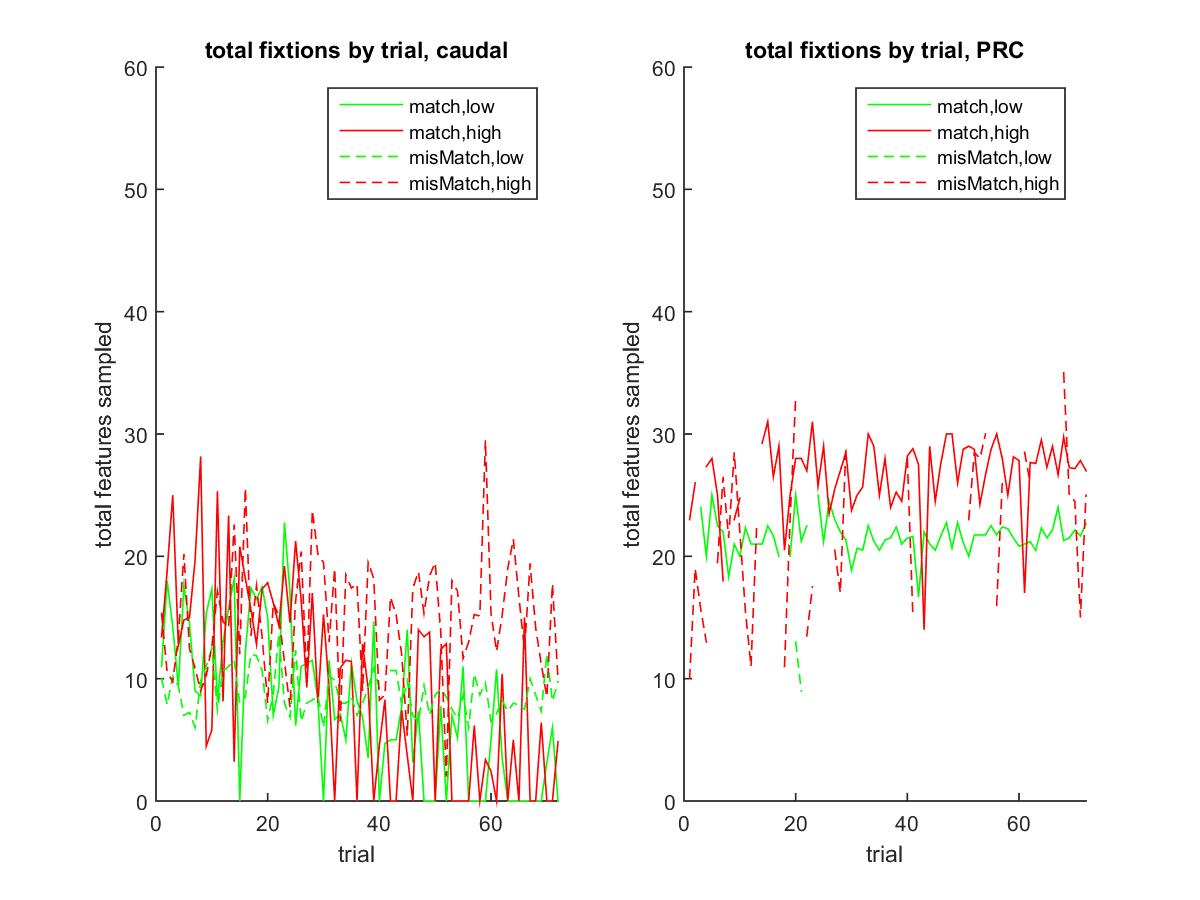 total fixtions by trial, caudal
60
50
40
30
20
10
0
total features sampled
match,low
match,high
misMatch,low
misMatch,high
0
20
40
60
trial
total fixtions by trial, PRC
60
50
40
30
20
10
0
total features sampled
match,low
match,high
misMatch,low
misMatch,high
0
20
40
60
trial